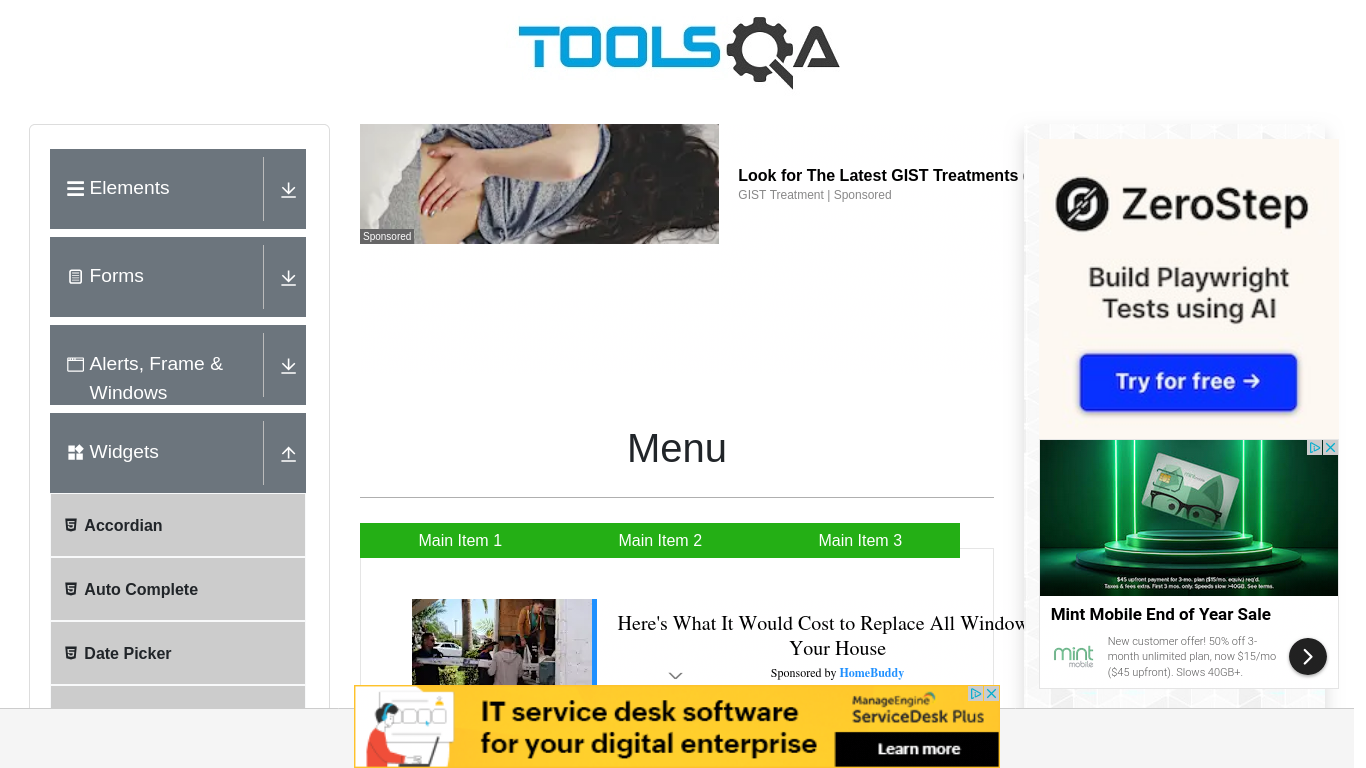 TOOLSQA
Elements
Forms
Alerts, Frame &
Windows
Widgets
Accordian
Auto Complete
Date Picker
Sponsored
Look for The Latest GIST Treatments
GIST Treatment | Sponsored
Menu
Main Item 1
Main Item 2
Main Item 3
Here's What It Would Cost to Replace All Window
Your House
Sponsored by HomeBuddy
ZeroStep
Build Playwright
Tests using AI
Try for free →
mint
$45 upfront payment for 3-mo. plan ($15/mo. equiv.) req'd.
Taxes & fees extra. First 3 mos. only. Speeds slow >40GB. See terms.
Mint Mobile End of Year Sale
mint
mobile
New customer offer! 50% off 3-
month unlimited plan, now $15/mo
($45 upfront). Slows 40GB+.
IT service desk software
for your digital enterprise
ManageEngine
ServiceDesk Plus
Learn more